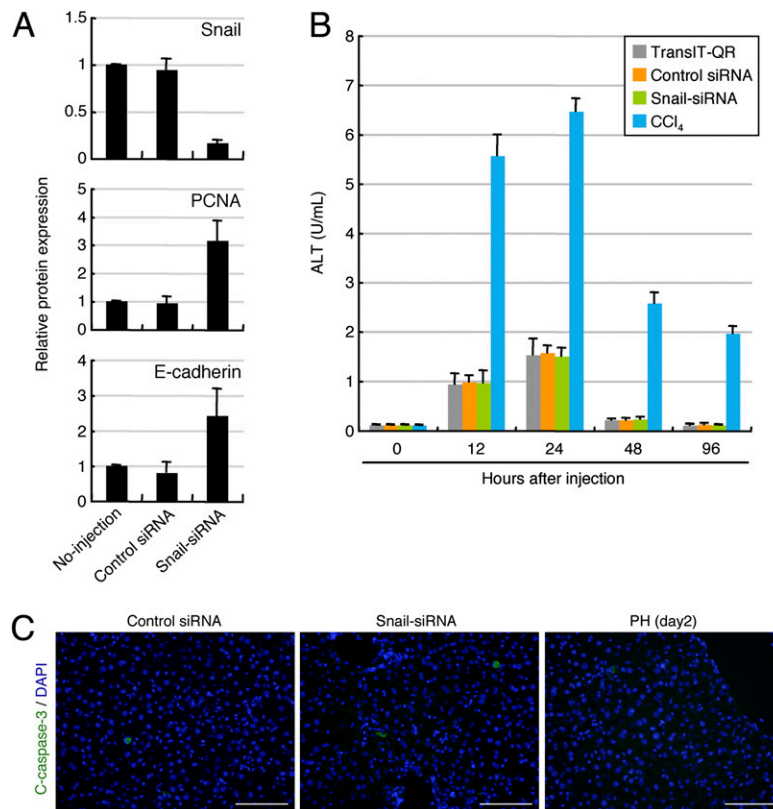 A
Snail
1.5
1
0.5
0
PCNA
5
4
3
2
1
0
E-cadherin
4
3
2
1
0
Relative protein expression
No-injection
Control siRNA
Snail-siRNA
B
TransIT-QR
Control siRNA
Snail-siRNA
CCl₄
8
7
6
5
4
3
2
1
0
ALT (U/mL)
0 12 24 48 96
Hours after injection
C
Control siRNA Snail-siRNA PH (day2)
C-caspase-3 / DAPI